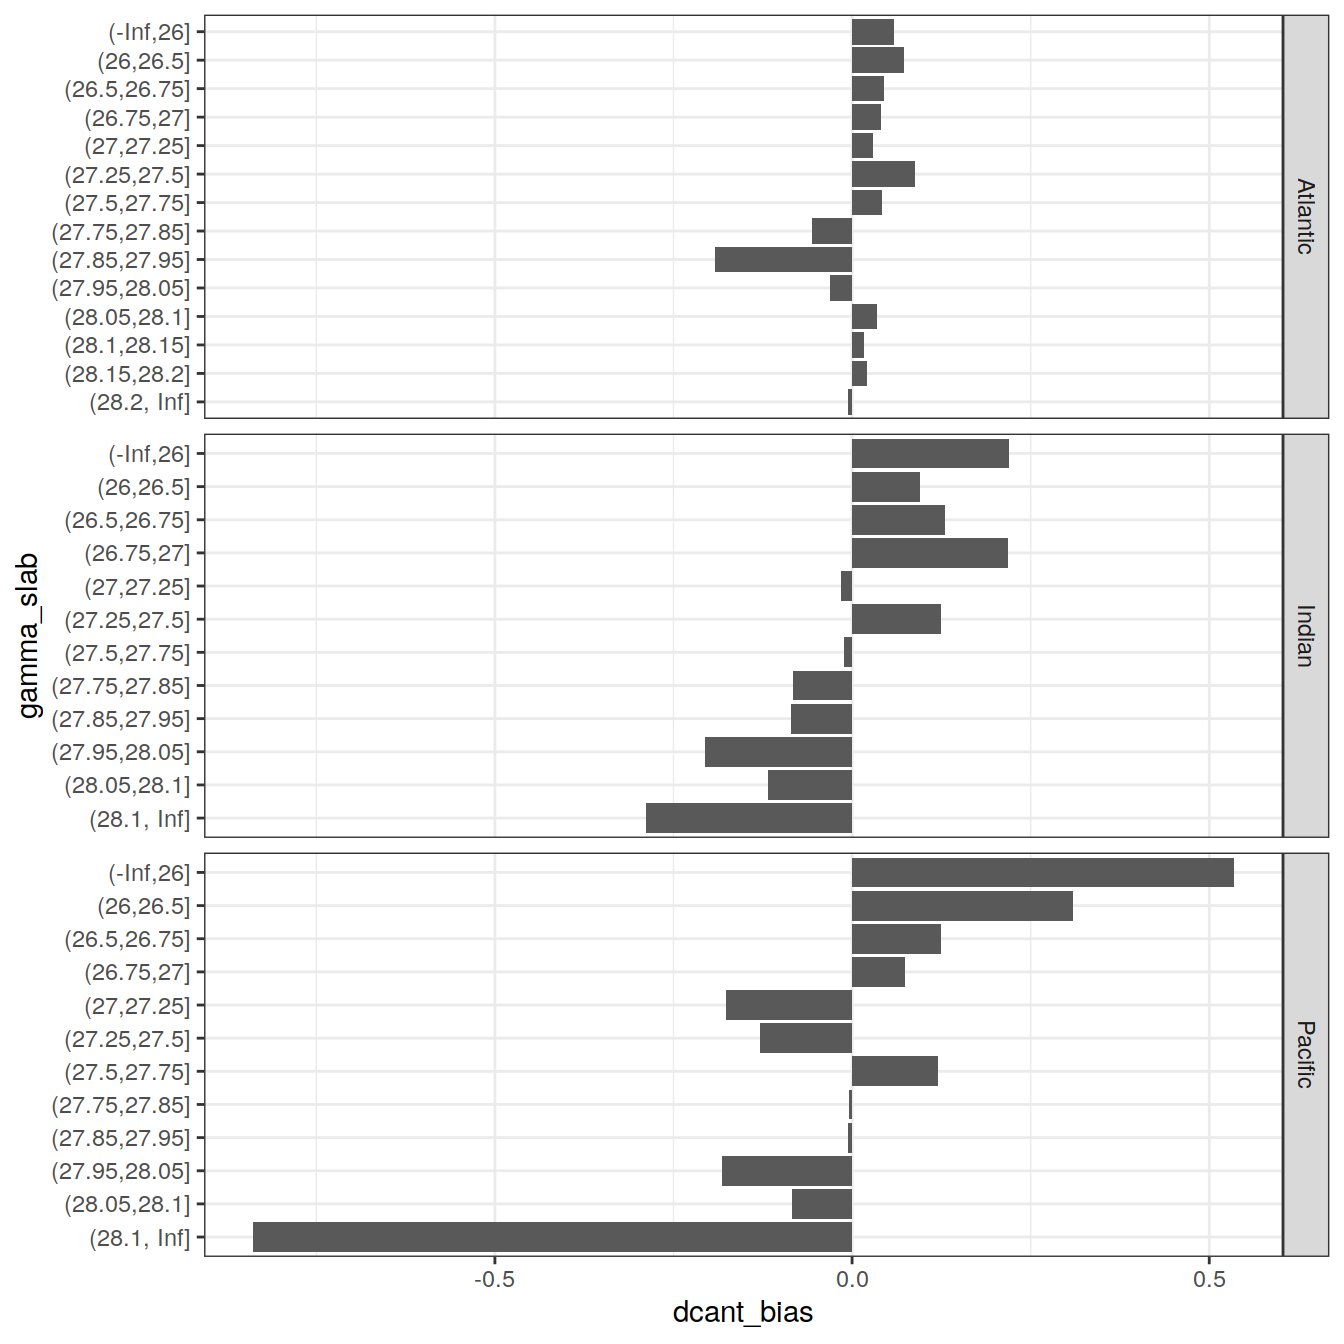 (-Inf,26]
(26,26.5]
(26.5,26.75]
(26.75,27]
(27,27.25]
(27.25,27.5]
(27.5,27.75]
(27.75,27.85]
(27.85,27.95]
(27.95,28.05]
(28.05,28.1]
(28.1,28.15]
(28.15,28.2]
(28.2, Inf]
Atlantic
(-Inf,26]
(26,26.5]
(26.5,26.75]
(26.75,27]
(27,27.25]
(27.25,27.5]
(27.5,27.75]
(27.75,27.85]
(27.85,27.95]
(27.95,28.05]
(28.05,28.1]
(28.1, Inf]
Indian
gamma_slab
(-Inf,26]
(26,26.5]
(26.5,26.75]
(26.75,27]
(27,27.25]
(27.25,27.5]
(27.5,27.75]
(27.75,27.85]
(27.85,27.95]
(27.95,28.05]
(28.05,28.1]
(28.1, Inf]
Pacific
-0.5 0.0 0.5
dcant_bias